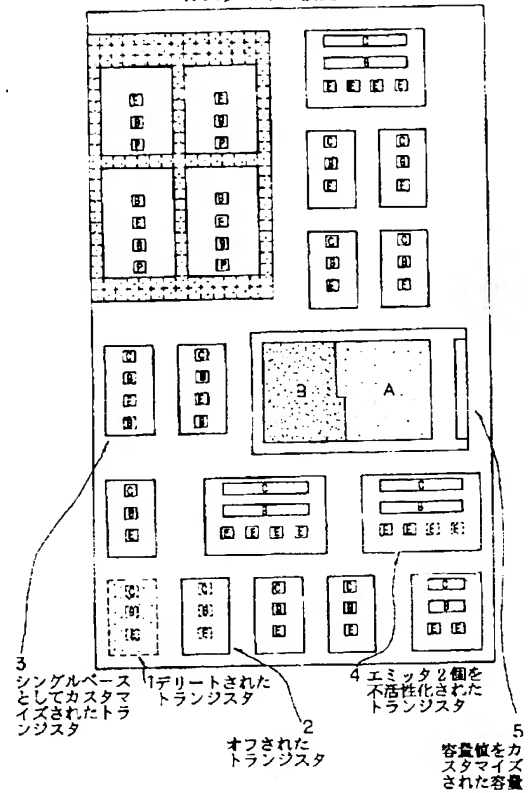 C
B
E E E E
E E
B B
P P
C C
B B
E E
B B
E E
B B
P P
C C
B B
E E
C C
B B
E E
B B
B A
C
B
E
C
B
E E E E
C
B
E E E E
C C C C
B B B B
E E E E
C
B
E E
3
シングルベース
としてカスタマ
イズされたトラ
ンジスタ
1デリートされた
トランジスタ
2
オフされた
トランジスタ
4 エミッタ2個を
不活性化された
トランジスタ
5
容量値をカ
スタマイズ
された容量